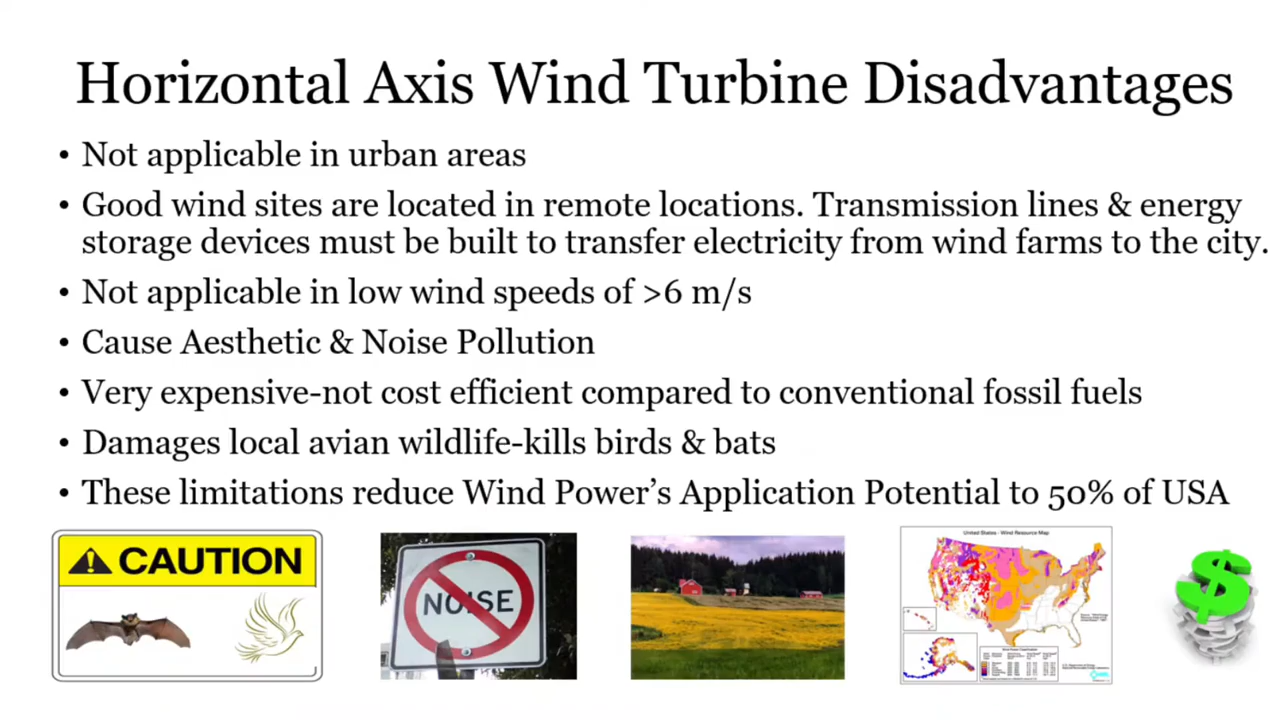 Horizontal Axis Wind Turbine Disadvantages
• Not applicable in urban areas
• Good wind sites are located in remote locations. Transmission lines & energy
storage devices must be built to transfer electricity from wind farms to the city.
• Not applicable in low wind speeds of >6 m/s
• Cause Aesthetic & Noise Pollution
• Very expensive-not cost efficient compared to conventional fossil fuels
• Damages local avian wildlife-kills birds & bats
• These limitations reduce Wind Power’s Application Potential to 50% of USA
CAUTION
NOISE
United States - Wind Resource Map
$